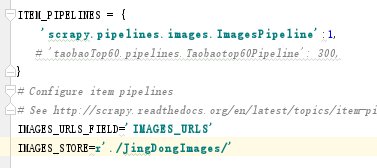 ITEM_PIPELINES = {
'scrapy.pipelines.images.ImagesPipeline':1,
# 'taobaoTop60.pipelines.Taobaotop60Pipeline': 300,
}
# Configure item pipelines
# See http://scrapy.readthedocs.org/en/latest/topics/item-pi
IMAGES_URLS_FIELD='IMAGES_URLS'
IMAGES_STORE=r'./JingDongImages/'